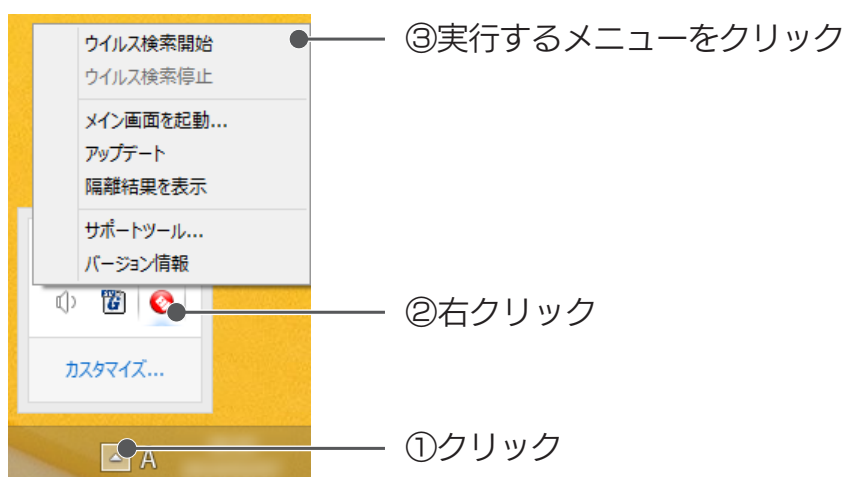 ウイルス検索開始
③実行するメニューをクリック
ウイルス検索停止
メイン画面を起動...
アップデート
隔離結果を表示
サポートツール...
バージョン情報
②右クリック
カスタマイズ...
①クリック
A